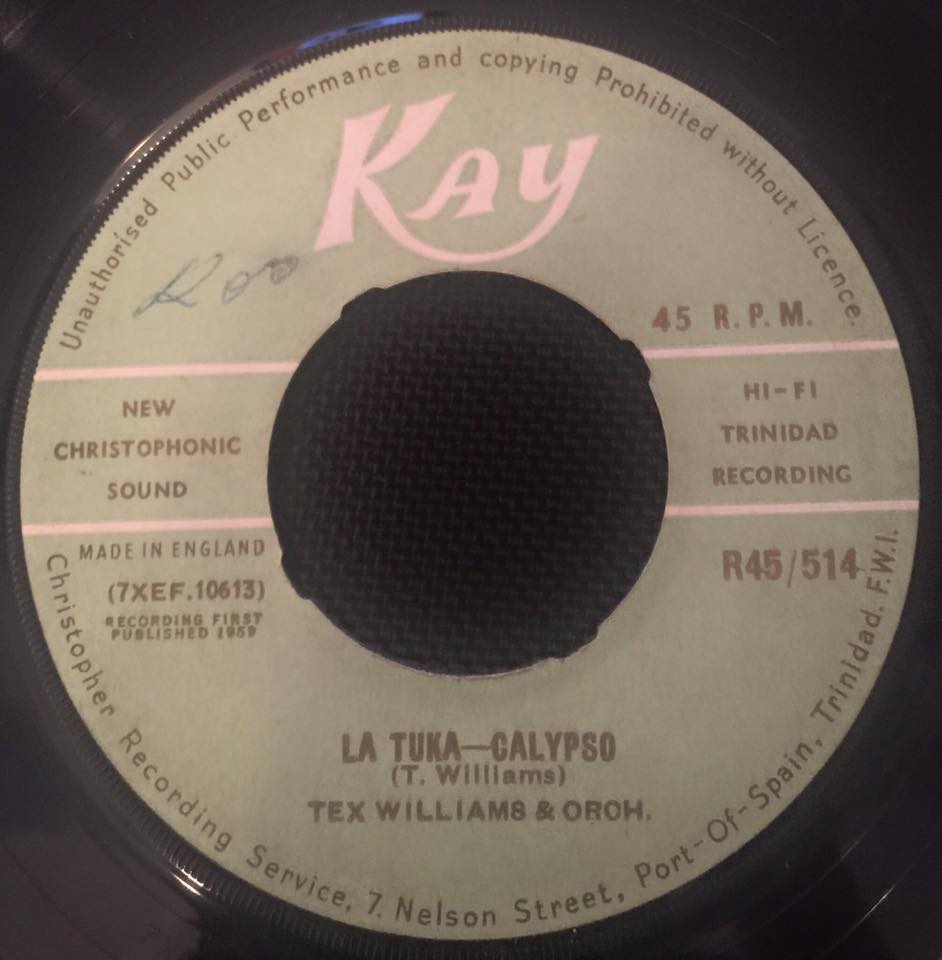 Unauthorised Public Performance and copying Prohibited without Licence.
Kay
Koo
45 R.P.M.
NEW
CHRISTOPHONIC
SOUND
HI-FI
TRINIDAD
RECORDING
MADE IN ENGLAND
(7XEF.10613)
RECORDING FIRST
PUBLISHED 1959
R45/514
LA TUKA—CALYPSO
(T. Williams)
TEX WILLIAMS & ORCH.
Christopher Recording Service, 7. Nelson Street, Port-Of-Spain, Trinidad. F.W.I.